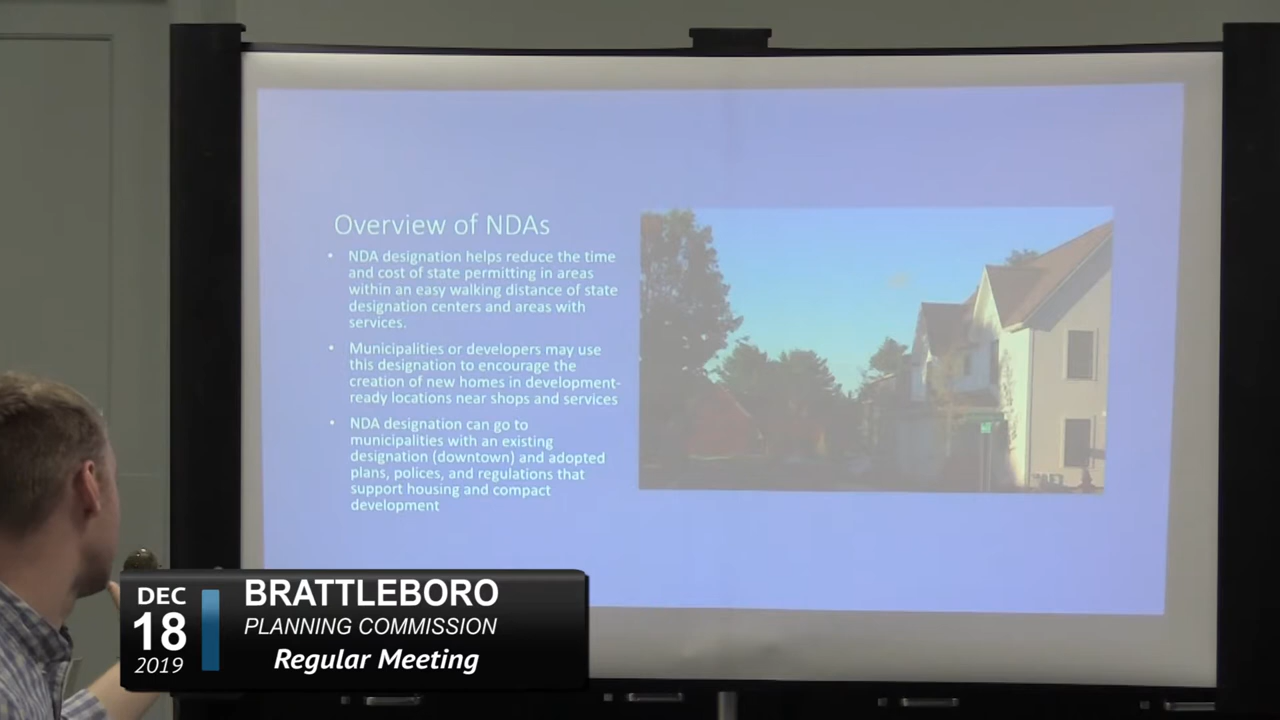 Overview of NDAs
• NDA designation helps reduce the time
and cost of state permitting in areas
within an easy walking distance of state
designation centers and areas with
services.
• Municipalities or developers may use
this designation to encourage the
creation of new homes in development-
ready locations near shops and services
• NDA designation can go to
municipalities with an existing
designation (downtown) and adopted
plans, polices, and regulations that
support housing and compact
development
DEC
18
2019
BRATTLEBORO
PLANNING COMMISSION
Regular Meeting